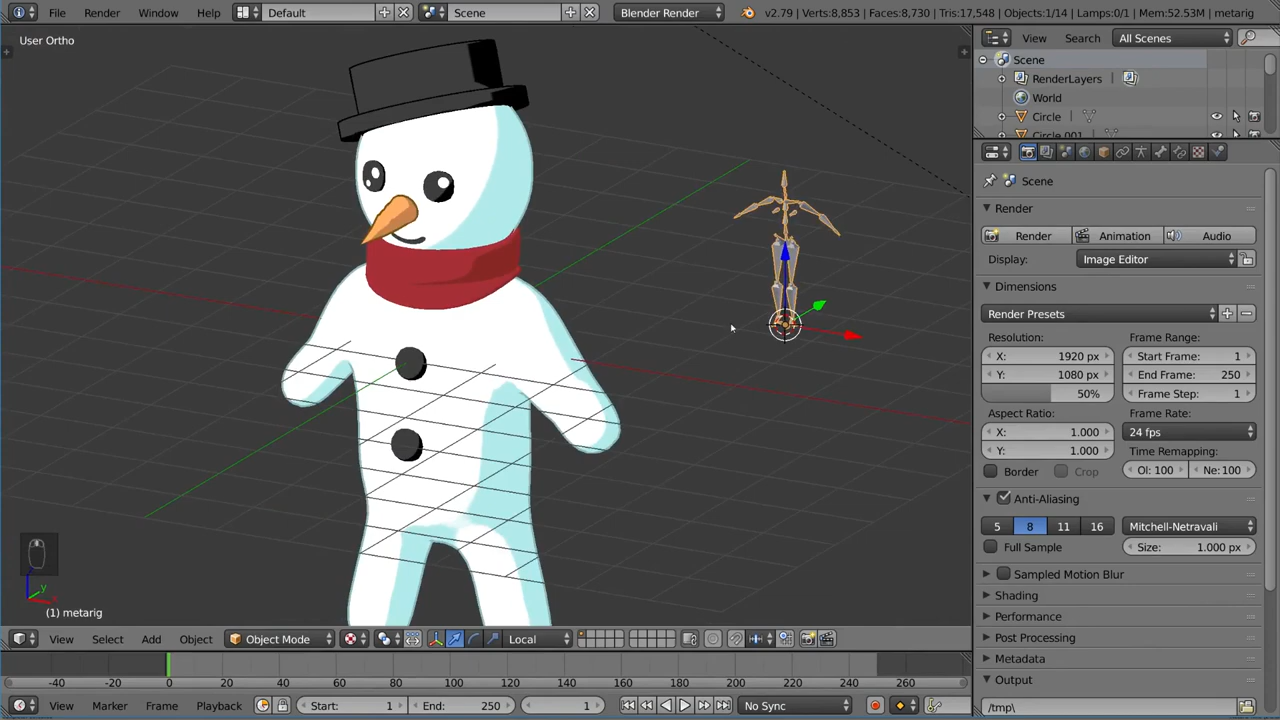 File Render Window Help Default Scene Blender Render v2.79 | Verts:8,853 | Faces:8,730 | Tris:17,548 | Objects:1/14 | Lamps:0/1 | Mem:52.53M | metarig
User Ortho
View Search All Scenes
Scene
RenderLayers
World
Circle
Circle.001
Scene
Render
Render Animation Audio
Display: Image Editor
Dimensions
Render Presets
Resolution: Frame Range:
X: 1920 px Start Frame: 1
Y: 1080 px End Frame: 250
50% Frame Step: 1
Aspect Ratio: Frame Rate:
X: 1.000 24 fps
Y: 1.000 Time Remapping:
Border Crop Ol: 100 Ne: 100
Anti-Aliasing
5 8 11 16 Mitchell-Netravali
Full Sample Size: 1.000 px
Sampled Motion Blur
Shading
Performance
Post Processing
Metadata
Output
/tmp\
z y x
(1) metarig
View Select Add Object Object Mode Local
-40 -20 0 20 40 60 80 100 120 140 160 180 200 220 240 260
View Marker Frame Playback Start: 1 End: 250 1 No Sync